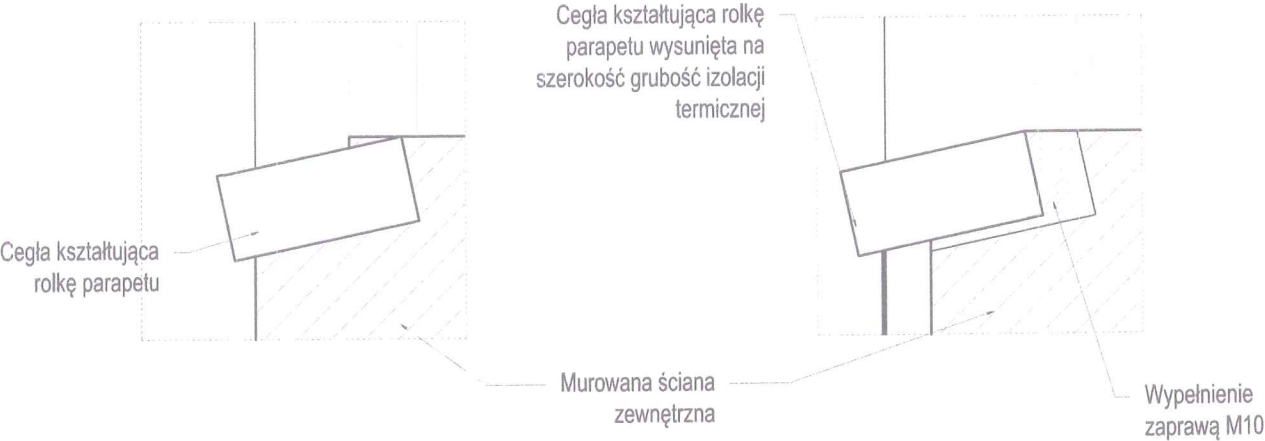 Cegła kształtująca rolkę
parapetu wysunięta na
szerokość grubość izolacji
termicznej
Cegła kształtująca
rolkę parapetu
Murowana ściana
zewnętrzna
Wypełnienie
zaprawą M10